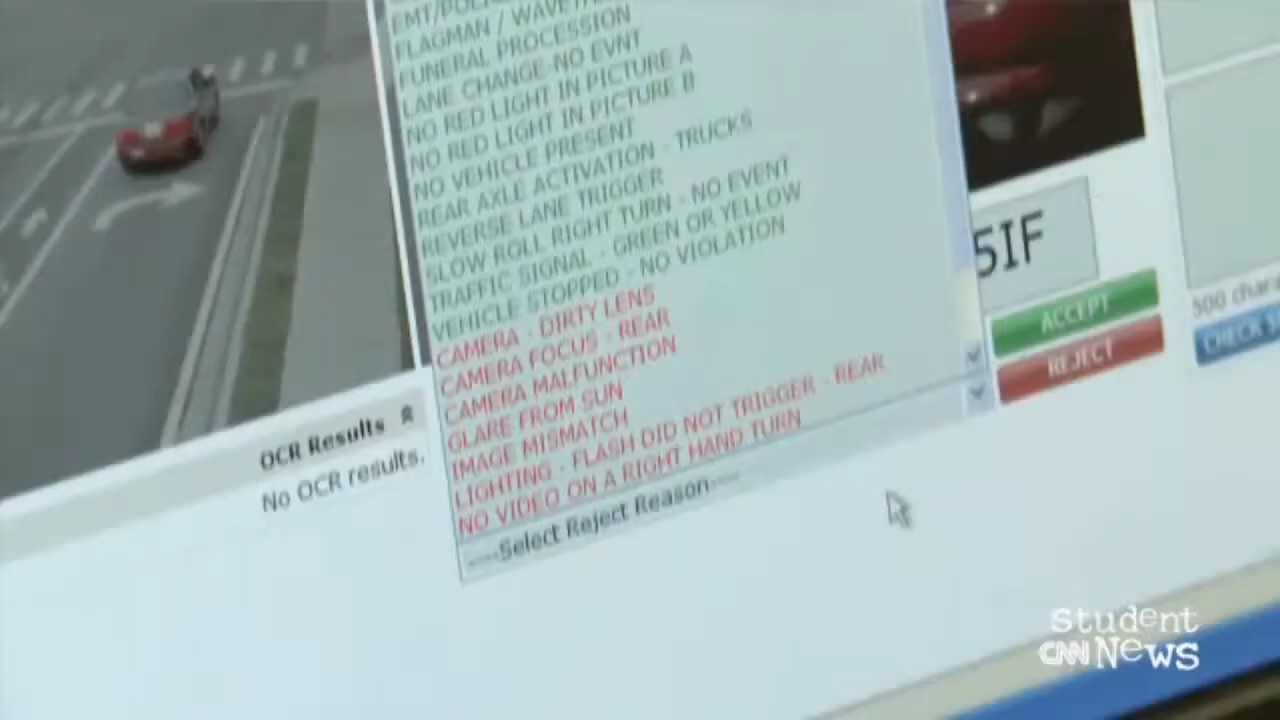 EMT/POLICE
FLAGMAN /
FUNERAL PROCESSION
LANE CHANGE-NO EVNT
NO RED LIGHT IN PICTURE A
NO RED LIGHT IN PICTURE B
NO VEHICLE PRESENT
REAR AXLE ACTIVATION - TRUCKS
REVERSE LANE TRIGGER
SLOW ROLL RIGHT TURN - NO EVENT
TRAFFIC SIGNAL - GREEN OR YELLOW
VEHICLE STOPPED - NO VIOLATION
CAMERA - DIRTY LENS
CAMERA FOCUS - REAR
CAMERA MALFUNCTION
GLARE FROM SUN
IMAGE MISMATCH
LIGHTING - FLASH DID NOT TRIGGER - REAR
NO VIDEO ON A RIGHT HAND TURN
----Select Reject Reason----
OCR Results
No OCR results.
5IF
ACCEPT
REJECT
500 chara
CHECK S
Student
CNN News